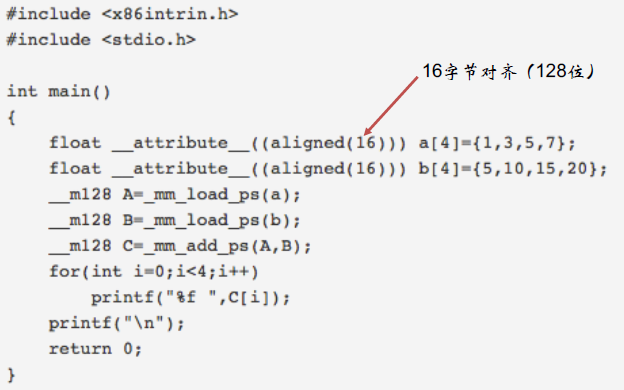 #include <x86intrin.h>
#include <stdio.h>
16字节对齐（128位）
int main()
{
    float __attribute__((aligned(16))) a[4]={1,3,5,7};
    float __attribute__((aligned(16))) b[4]={5,10,15,20};
    __m128 A=_mm_load_ps(a);
    __m128 B=_mm_load_ps(b);
    __m128 C=_mm_add_ps(A,B);
    for(int i=0;i<4;i++)
        printf("%f ",C[i]);
    printf("\n");
    return 0;
}